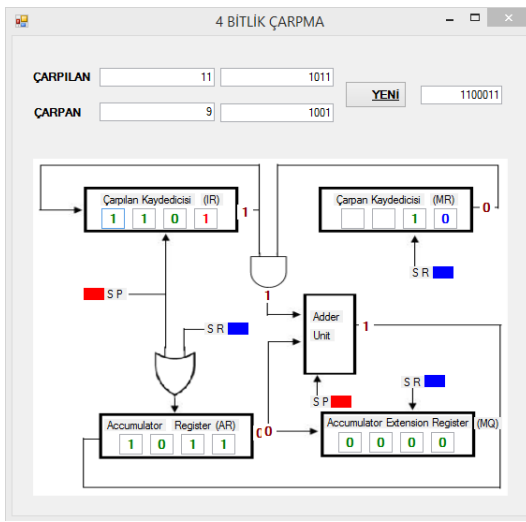 4 BİTLİK ÇARPMA
ÇARPILAN 11 1011
YENİ 1100011
ÇARPAN 9 1001
Çarpılan Kaydedicisi (IR)
1 1 0 1 1
Çarpan Kaydedicisi (MR)
1 0 0
S R
1
S P
S R
Adder
Unit
1
S P
S R
Accumulator Register (AR)
1 0 1 1 0
Accumulator Extension Register (MQ)
0 0 0 0